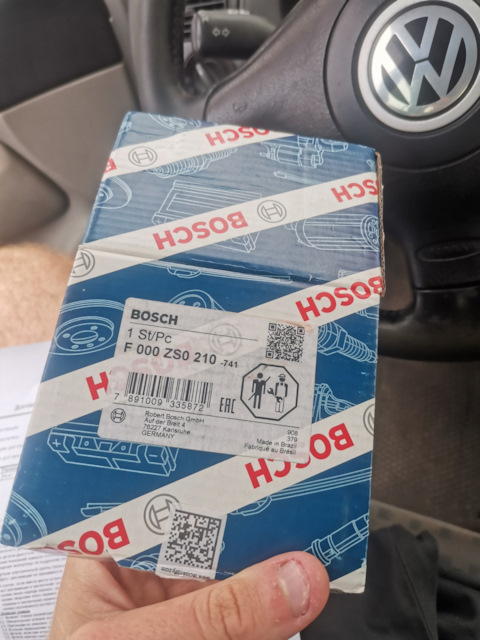 BOSCH
BOSCH
BOSCH
BOSCH
BOSCH
1 St/Pc
F 000 ZS0 210 -741
7 891009 335872
EAC
Robert Bosch GmbH
Auf der Breit 4
76227 Karlsruhe
GERMANY
908
379
Made in Brazil
Fabriqué au Brésil
BOSCH
BOSCH